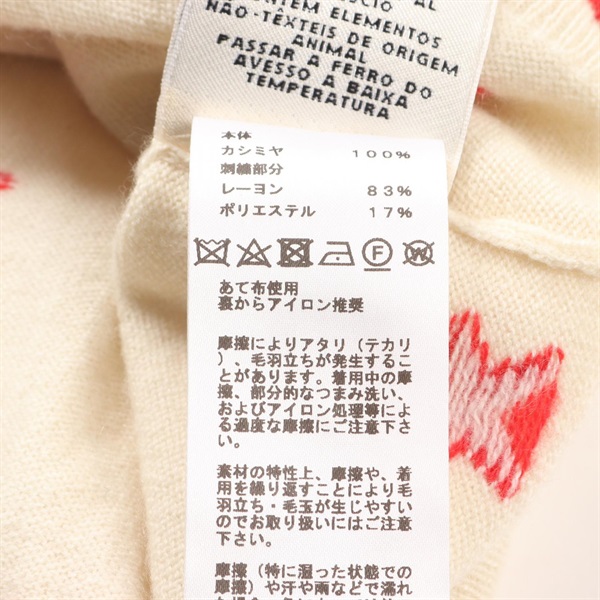 AL
CONTÉM ELEMENTOS
NÃO-TÊXTEIS DE ORIGEM
ANIMAL
PASSAR A FERRO DO
AVESSO A BAIXA
TEMPERATURA
本体
カシミヤ 100%
刺繍部分
レーヨン 83%
ポリエステル 17%
あて布使用
裏からアイロン推奨
摩擦によりアタリ(テカリ
)、毛羽立ちが発生するこ
とがあります。着用中の摩
擦、部分的なつまみ洗い、
およびアイロン処理等によ
る過度な摩擦にご注意下さ
い。
素材の特性上、摩擦や、着
用を繰り返すことにより毛
羽立ち・毛玉が生じやすい
のでお取り扱いにはご注意
下さい。
摩擦(特に湿った状態での
摩擦)や汗や雨などで濡れ